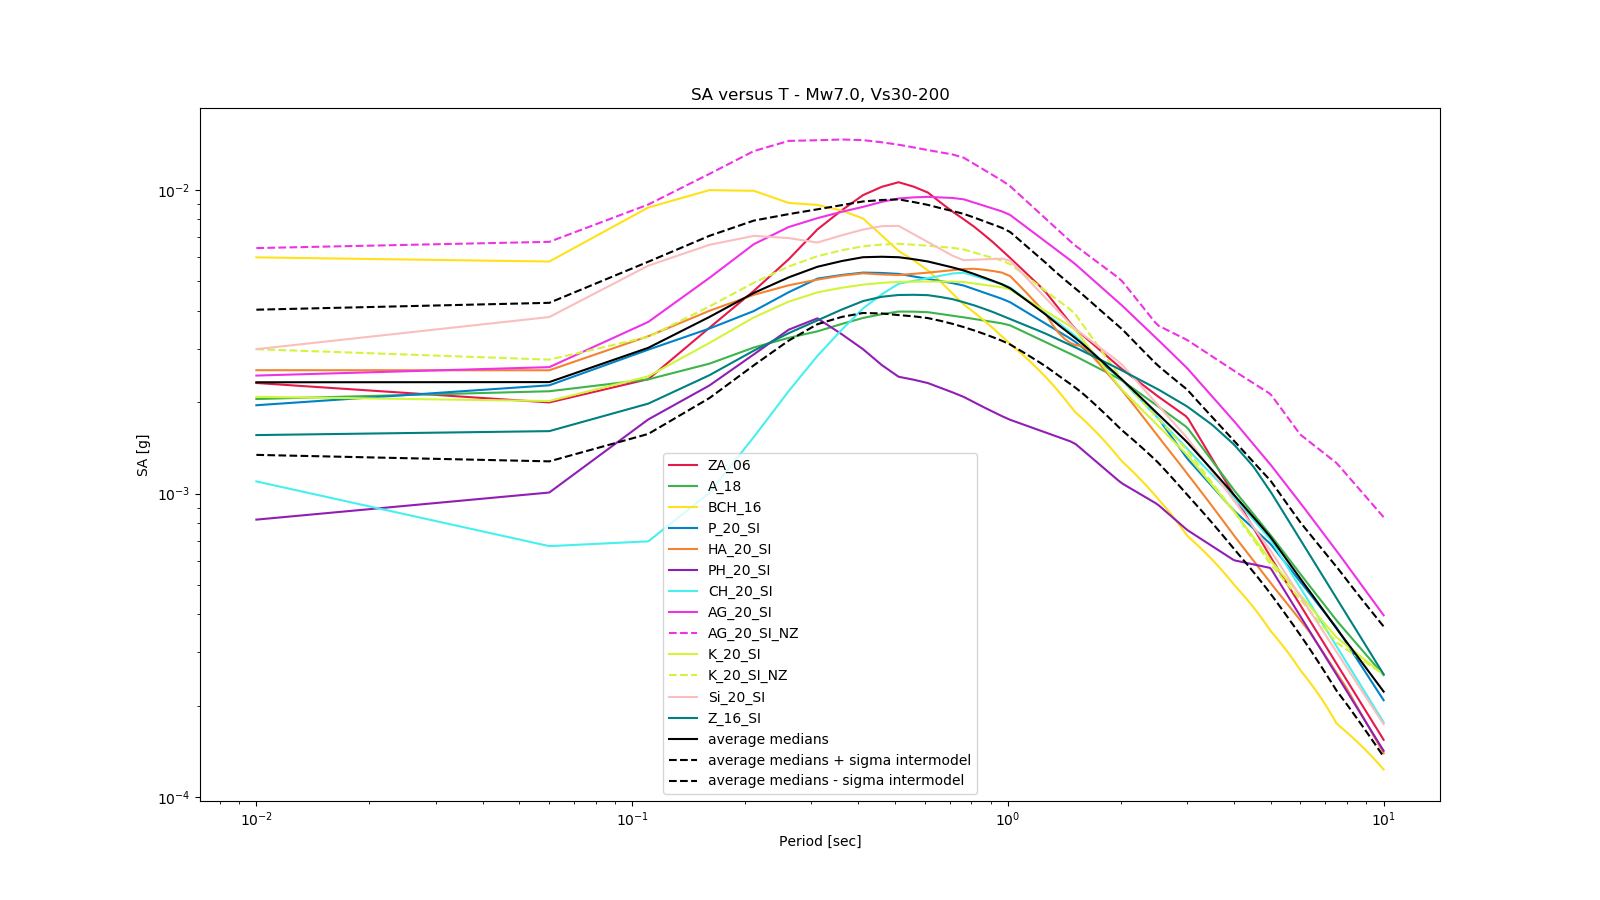 SA versus T - Mw7.0, Vs30-200
SA [g]
10⁻²
10⁻³
10⁻⁴
ZA_06
A_18
BCH_16
P_20_SI
HA_20_SI
PH_20_SI
CH_20_SI
AG_20_SI
AG_20_SI_NZ
K_20_SI
K_20_SI_NZ
Si_20_SI
Z_16_SI
average medians
average medians + sigma intermodel
average medians - sigma intermodel
10⁻² 10⁻¹ 10⁰ 10¹
Period [sec]